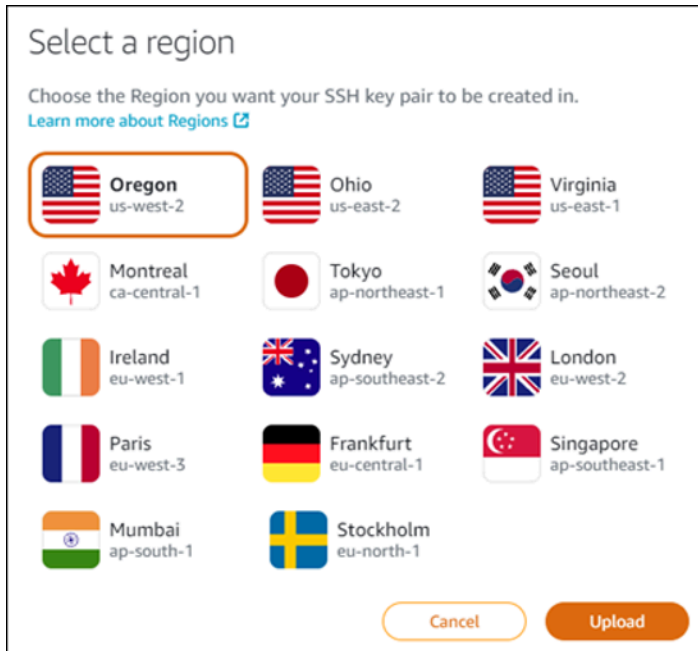 Select a region
Choose the Region you want your SSH key pair to be created in.
Learn more about Regions
Oregon
us-west-2
Ohio
us-east-2
Virginia
us-east-1
Montreal
ca-central-1
Tokyo
ap-northeast-1
Seoul
ap-northeast-2
Ireland
eu-west-1
Sydney
ap-southeast-2
London
eu-west-2
Paris
eu-west-3
Frankfurt
eu-central-1
Singapore
ap-southeast-1
Mumbai
ap-south-1
Stockholm
eu-north-1
Cancel
Upload